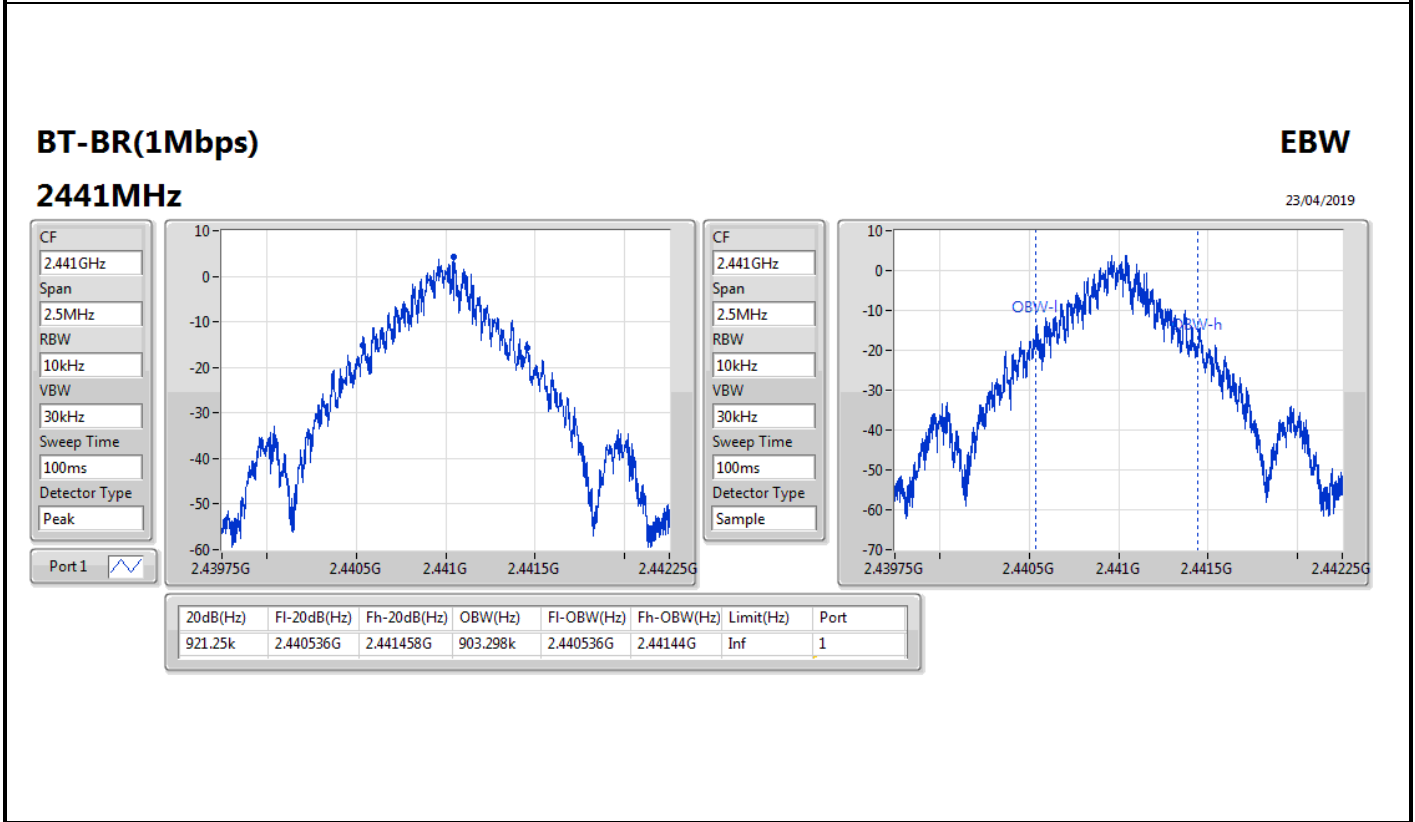 BT-BR(1Mbps) EBW
2441MHz 23/04/2019
CF
2.441GHz
Span
2.5MHz
RBW
10kHz
VBW
30kHz
Sweep Time
100ms
Detector Type
Peak
Port 1
10
0
-10
-20
-30
-40
-50
-60
2.43975G 2.4405G 2.441G 2.4415G 2.44225G
CF
2.441GHz
Span
2.5MHz
RBW
10kHz
VBW
30kHz
Sweep Time
100ms
Detector Type
Sample
10
0
-10
-20
-30
-40
-50
-60
-70
OBW-l
OBW-h
2.43975G 2.4405G 2.441G 2.4415G 2.44225G
20dB(Hz) Fl-20dB(Hz) Fh-20dB(Hz) OBW(Hz) Fl-OBW(Hz) Fh-OBW(Hz) Limit(Hz) Port
921.25k 2.440536G 2.441458G 903.298k 2.440536G 2.44144G Inf 1